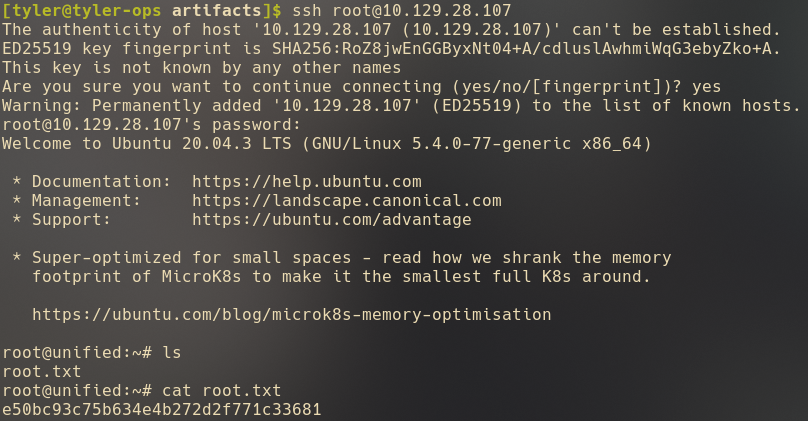 [tyler@tyler-ops artifacts]$ ssh root@10.129.28.107
The authenticity of host '10.129.28.107 (10.129.28.107)' can't be established.
ED25519 key fingerprint is SHA256:RoZ8jwEnGGByxNt04+A/cdluslAwhmiWqG3ebyZko+A.
This key is not known by any other names
Are you sure you want to continue connecting (yes/no/[fingerprint])? yes
Warning: Permanently added '10.129.28.107' (ED25519) to the list of known hosts.
root@10.129.28.107's password:
Welcome to Ubuntu 20.04.3 LTS (GNU/Linux 5.4.0-77-generic x86_64)
* Documentation:  https://help.ubuntu.com
* Management:     https://landscape.canonical.com
* Support:        https://ubuntu.com/advantage
* Super-optimized for small spaces - read how we shrank the memory
footprint of MicroK8s to make it the smallest full K8s around.
https://ubuntu.com/blog/microk8s-memory-optimisation
root@unified:~# ls
root.txt
root@unified:~# cat root.txt
e50bc93c75b634e4b272d2f771c33681